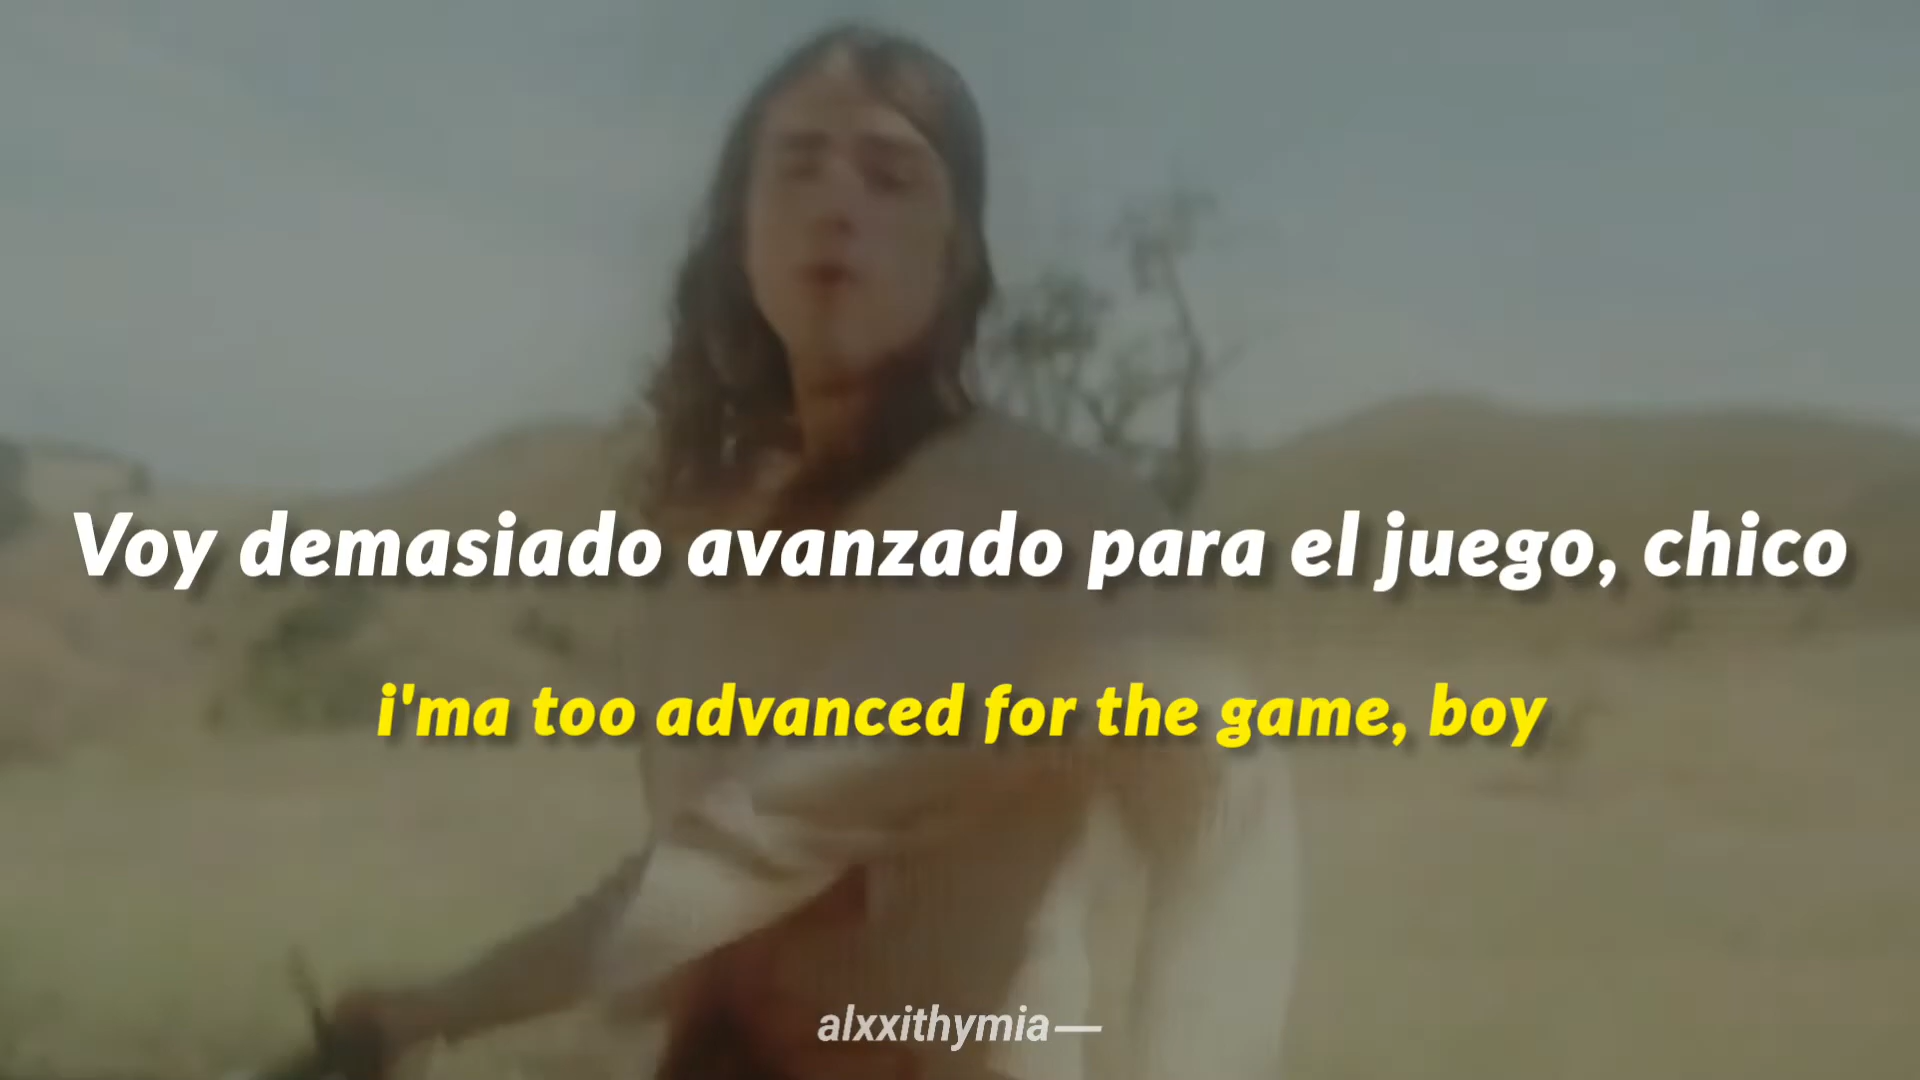 Voy demasiado avanzado para el juego, chico
i'ma too advanced for the game, boy
alxxithymia—